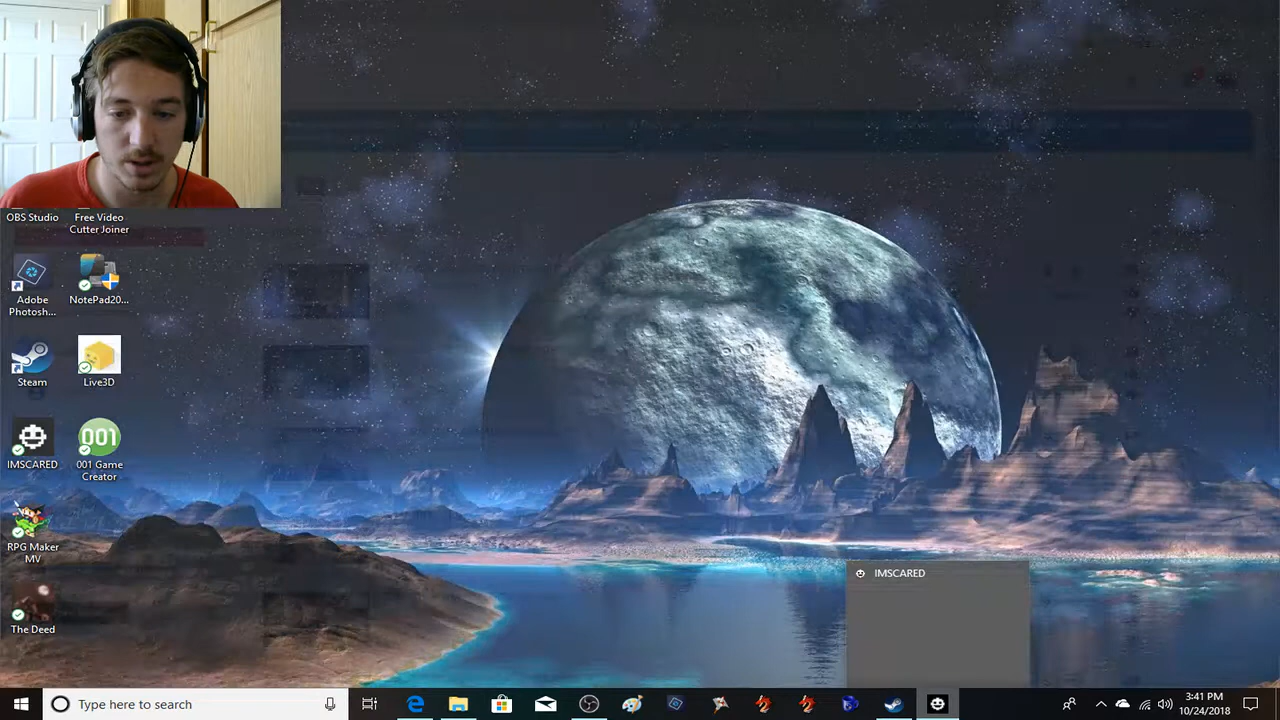 OBS Studio
Free Video
Cutter Joiner
Adobe
Photosh...
NotePad20...
Steam
Live3D
IMSCARED
001
001 Game
Creator
RPG Maker
MV
The Deed
IMSCARED
Type here to search
3:41 PM
10/24/2018